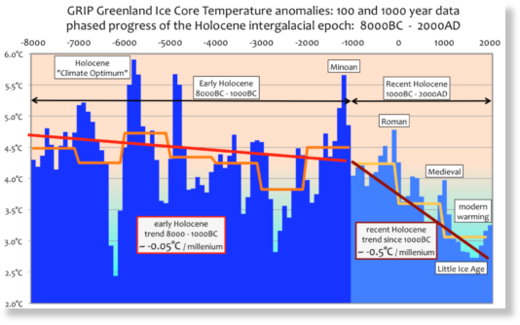 GRIP Greenland Ice Core Temperature anomalies: 100 and 1000 year data
phased progress of the Holocene intergalacial epoch: 8000BC - 2000AD
-8000 -7000 -6000 -5000 -4000 -3000 -2000 -1000 0 1000 2000
6.0°C
5.5°C
5.0°C
4.5°C
4.0°C
3.5°C
3.0°C
2.5°C
2.0°C
Holocene
"Climate Optimum"
Early Holocene
8000BC - 1000BC
Minoan
Recent Holocene
1000BC - 2000AD
Roman
Medieval
modern
warming
early Holocene
trend 8000 - 1000BC
~ -0.05°C / millenium
recent Holocene
trend since 1000BC
~ -0.5°C / millenium
Little Ice Age